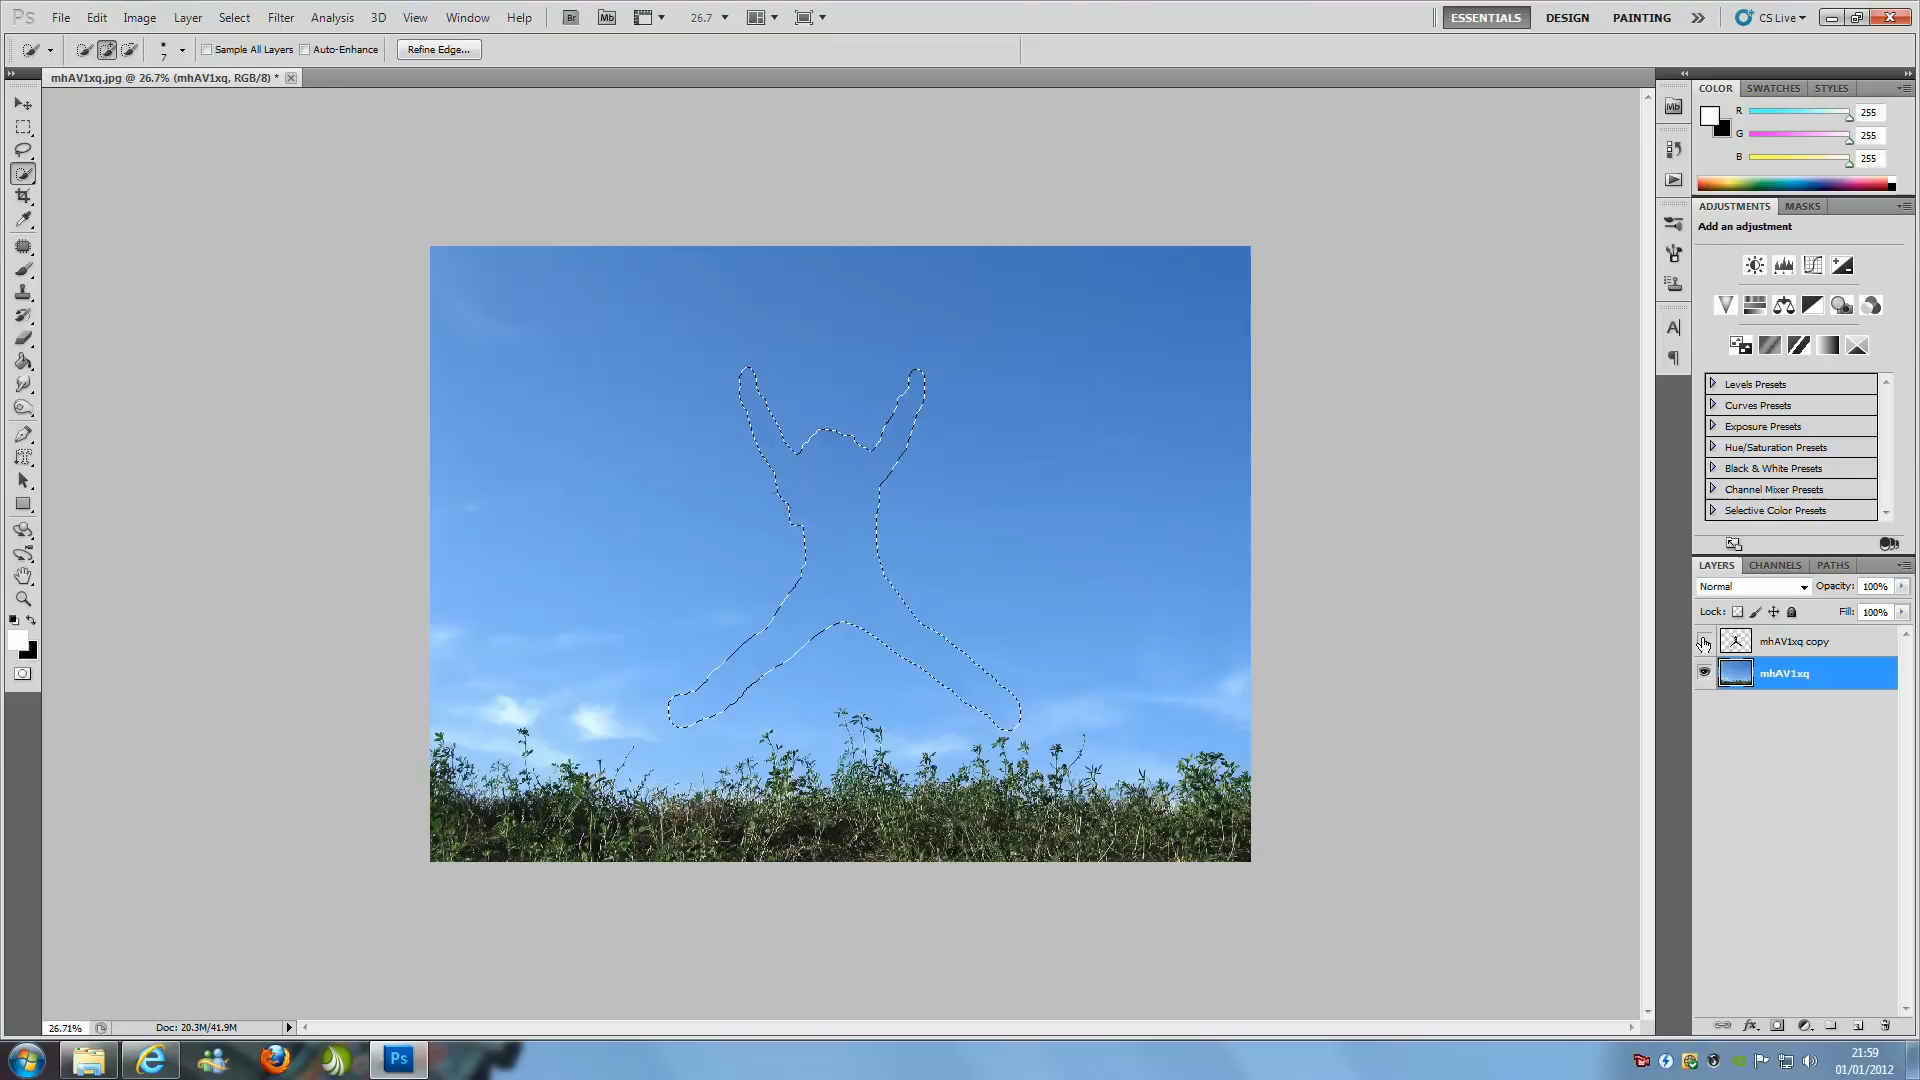 Ps File Edit Image Layer Select Filter Analysis 3D View Window Help Br Mb 26.7 ESSENTIALS DESIGN PAINTING CS Live
7 Sample All Layers Auto-Enhance Refine Edge...
mhAV1xq.jpg @ 26.7% (mhAV1xq, RGB/8) *
COLOR SWATCHES STYLES
Mb
R 255
G 255
B 255
ADJUSTMENTS MASKS
Add an adjustment
Levels Presets
Curves Presets
Exposure Presets
Hue/Saturation Presets
Black & White Presets
Channel Mixer Presets
Selective Color Presets
LAYERS CHANNELS PATHS
Normal Opacity: 100%
Lock: Fill: 100%
mhAV1xq copy
mhAV1xq
26.71% Doc: 20.3M/41.9M
Ps
21:59
01/01/2012